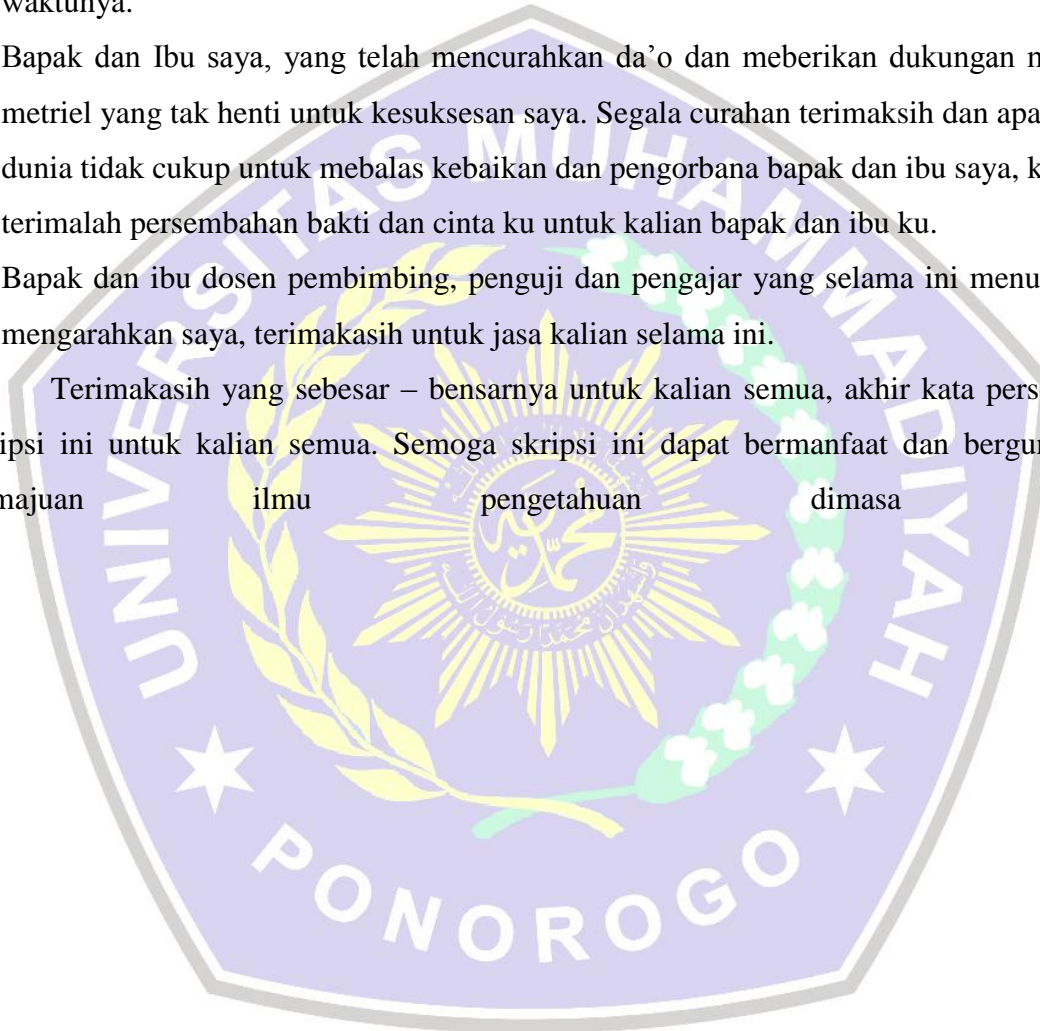 waktunya.
Bapak dan Ibu saya, yang telah mencurahkan da’o dan meberikan dukungan
metriel yang tak henti untuk kesuksesan saya. Segala curahan terimaksih dan apa
dunia tidak cukup untuk mebalas kebaikan dan pengorbana bapak dan ibu saya,
terimalah persembahan bakti dan cinta ku untuk kalian bapak dan ibu ku.
Bapak dan ibu dosen pembimbing, penguji dan pengajar yang selama ini
mengarahkan saya, terimakasih untuk jasa kalian selama ini.
Terimakasih yang sebesar – bensarnya untuk kalian semua, akhir kata
ipsi ini untuk kalian semua. Semoga skripsi ini dapat bermanfaat dan
majuan ilmu pengetahuan dimasa
UNIVERSITAS MUHAMMADIYAH
PONOROGO